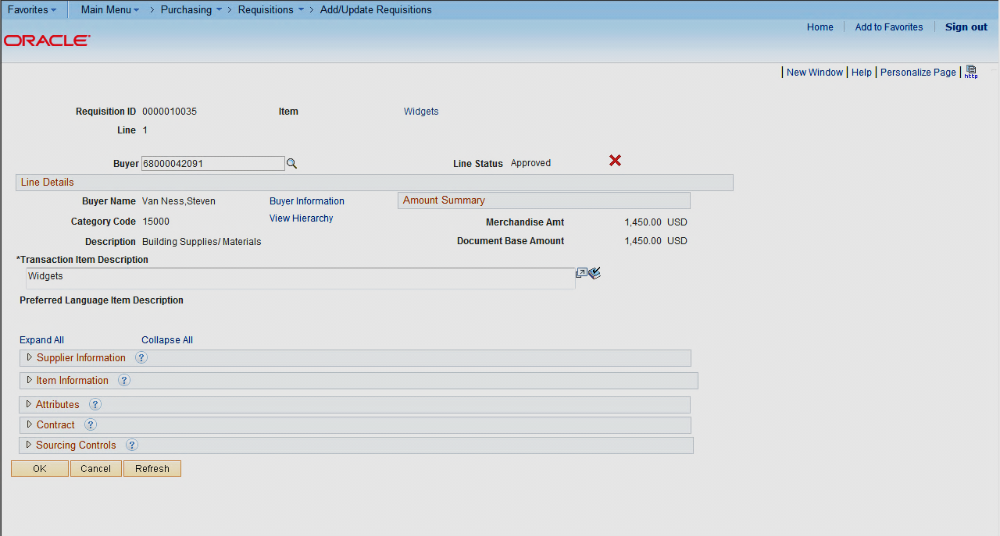 Favorites Main Menu > Purchasing > Requisitions > Add/Update Requisitions
Home Add to Favorites Sign out
ORACLE
New Window Help Personalize Page http
Requisition ID 0000010035 Item Widgets
Line 1
Buyer 68000042091 Line Status Approved
Line Details
Buyer Name Van Ness,Steven Buyer Information Amount Summary
Category Code 15000 View Hierarchy Merchandise Amt 1,450.00 USD
Description Building Supplies/ Materials Document Base Amount 1,450.00 USD
*Transaction Item Description
Widgets
Preferred Language Item Description
Expand All Collapse All
Supplier Information ?
Item Information ?
Attributes ?
Contract ?
Sourcing Controls ?
OK Cancel Refresh